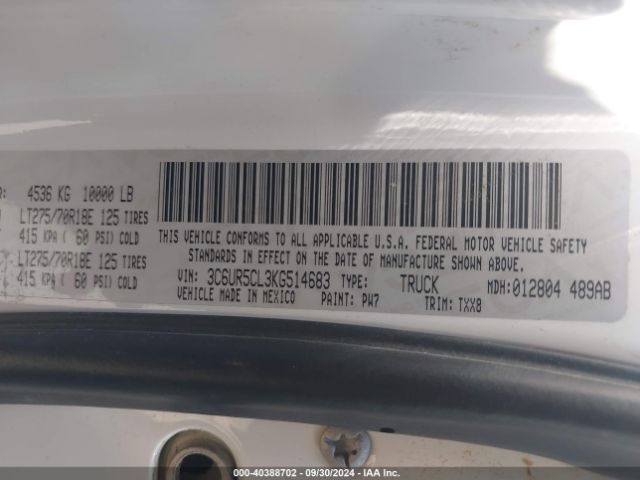 R: 4536 KG 10000 LB
LT275/70R18E 125 TIRES
415 KPA ( 60 PSI) COLD
LT275/70R18E 125 TIRES
415 KPA ( 60 PSI) COLD
THIS VEHICLE CONFORMS TO ALL APPLICABLE U.S.A. FEDERAL MOTOR VEHICLE SAFETY
STANDARDS IN EFFECT ON THE DATE OF MANUFACTURE SHOWN ABOVE.
VIN: 3C6UR5CL3KG514683 TYPE: TRUCK MDH:012804 489AB
VEHICLE MADE IN MEXICO PAINT: PW7 TRIM: TXX8
00-40388702 - 09/30/2024 - IAA Inc.